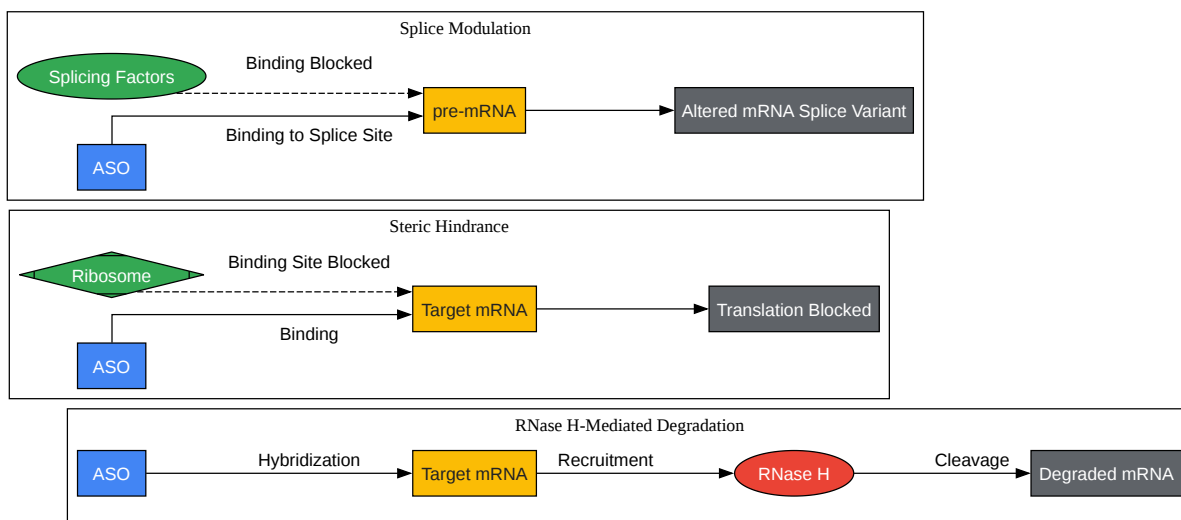 Splice Modulation
Splicing Factors
Binding Blocked
pre-mRNA
Altered mRNA Splice Variant
Binding to Splice Site
ASO
Steric Hindrance
Ribosome
Binding Site Blocked
Target mRNA
Translation Blocked
Binding
ASO
RNase H-Mediated Degradation
ASO
Hybridization
Target mRNA
Recruitment
RNase H
Cleavage
Degraded mRNA